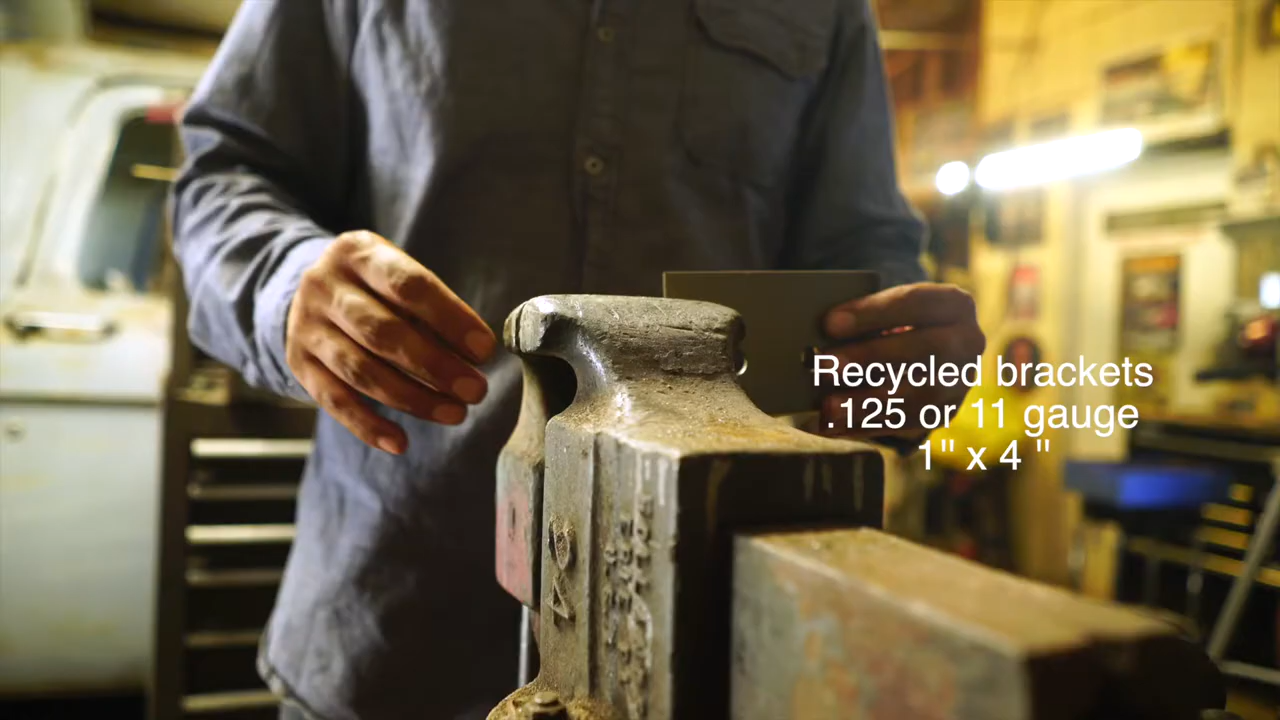 Recycled brackets
.125 or 11 gauge
1" x 4 "